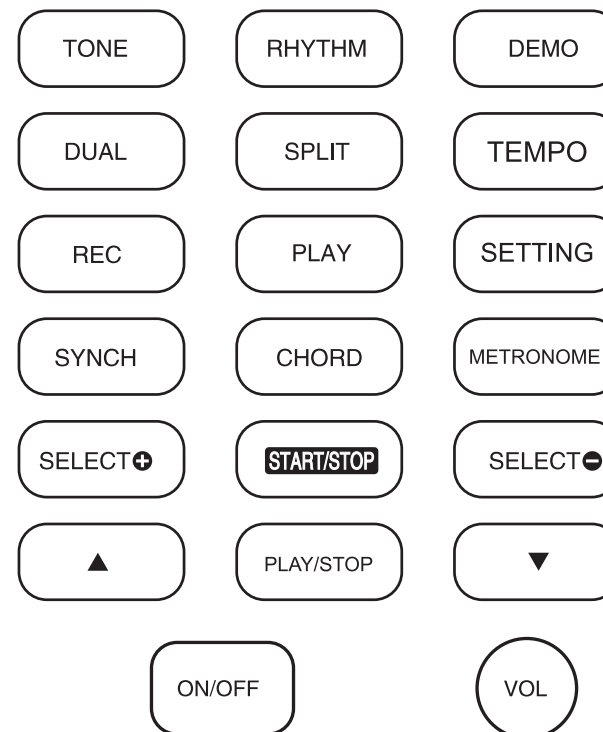 TONE RHYTHM DEMO
DUAL SPLIT TEMPO
REC PLAY SETTING
SYNCH CHORD METRONOME
SELECT+ START/STOP SELECT-
▲ PLAY/STOP ▼
ON/OFF VOL